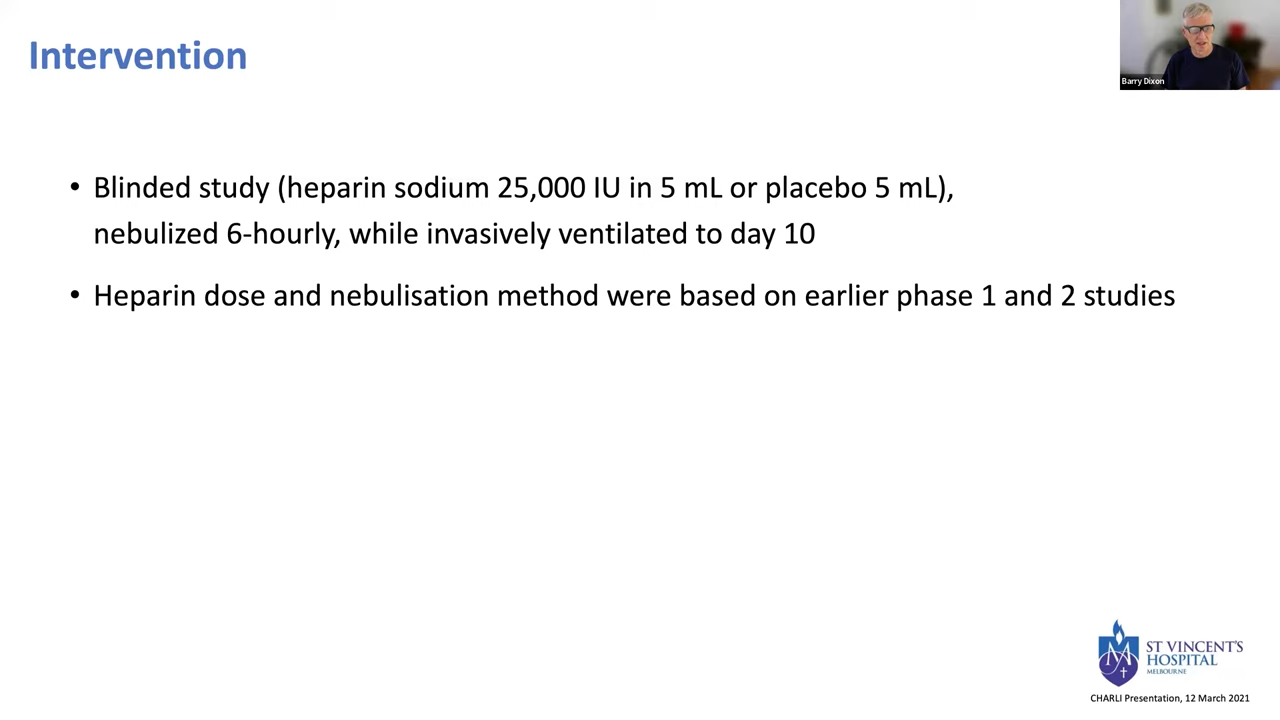 Intervention
Barry Dixon
• Blinded study (heparin sodium 25,000 IU in 5 mL or placebo 5 mL),
nebulized 6-hourly, while invasively ventilated to day 10
• Heparin dose and nebulisation method were based on earlier phase 1 and 2 studies
ST VINCENT'S
HOSPITAL
MELBOURNE
CHARLI Presentation, 12 March 2021